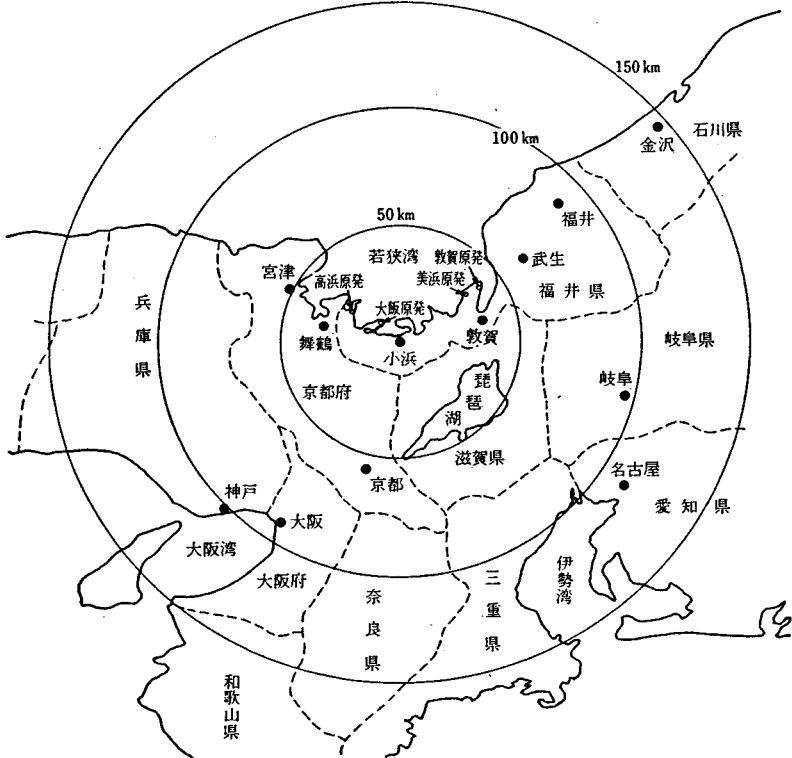 150 km
石川県
金沢
100 km
福井
50 km
若狭湾
敦賀原発
武生
美浜原発
宮津
高浜原発
福井県
兵庫県
大飯原発
舞鶴
敦賀
小浜
岐阜県
琵琶湖
岐阜
京都府
滋賀県
名古屋
京都
神戸
愛知県
大阪
大阪湾
伊勢湾
大阪府
三重県
奈良県
和歌山県